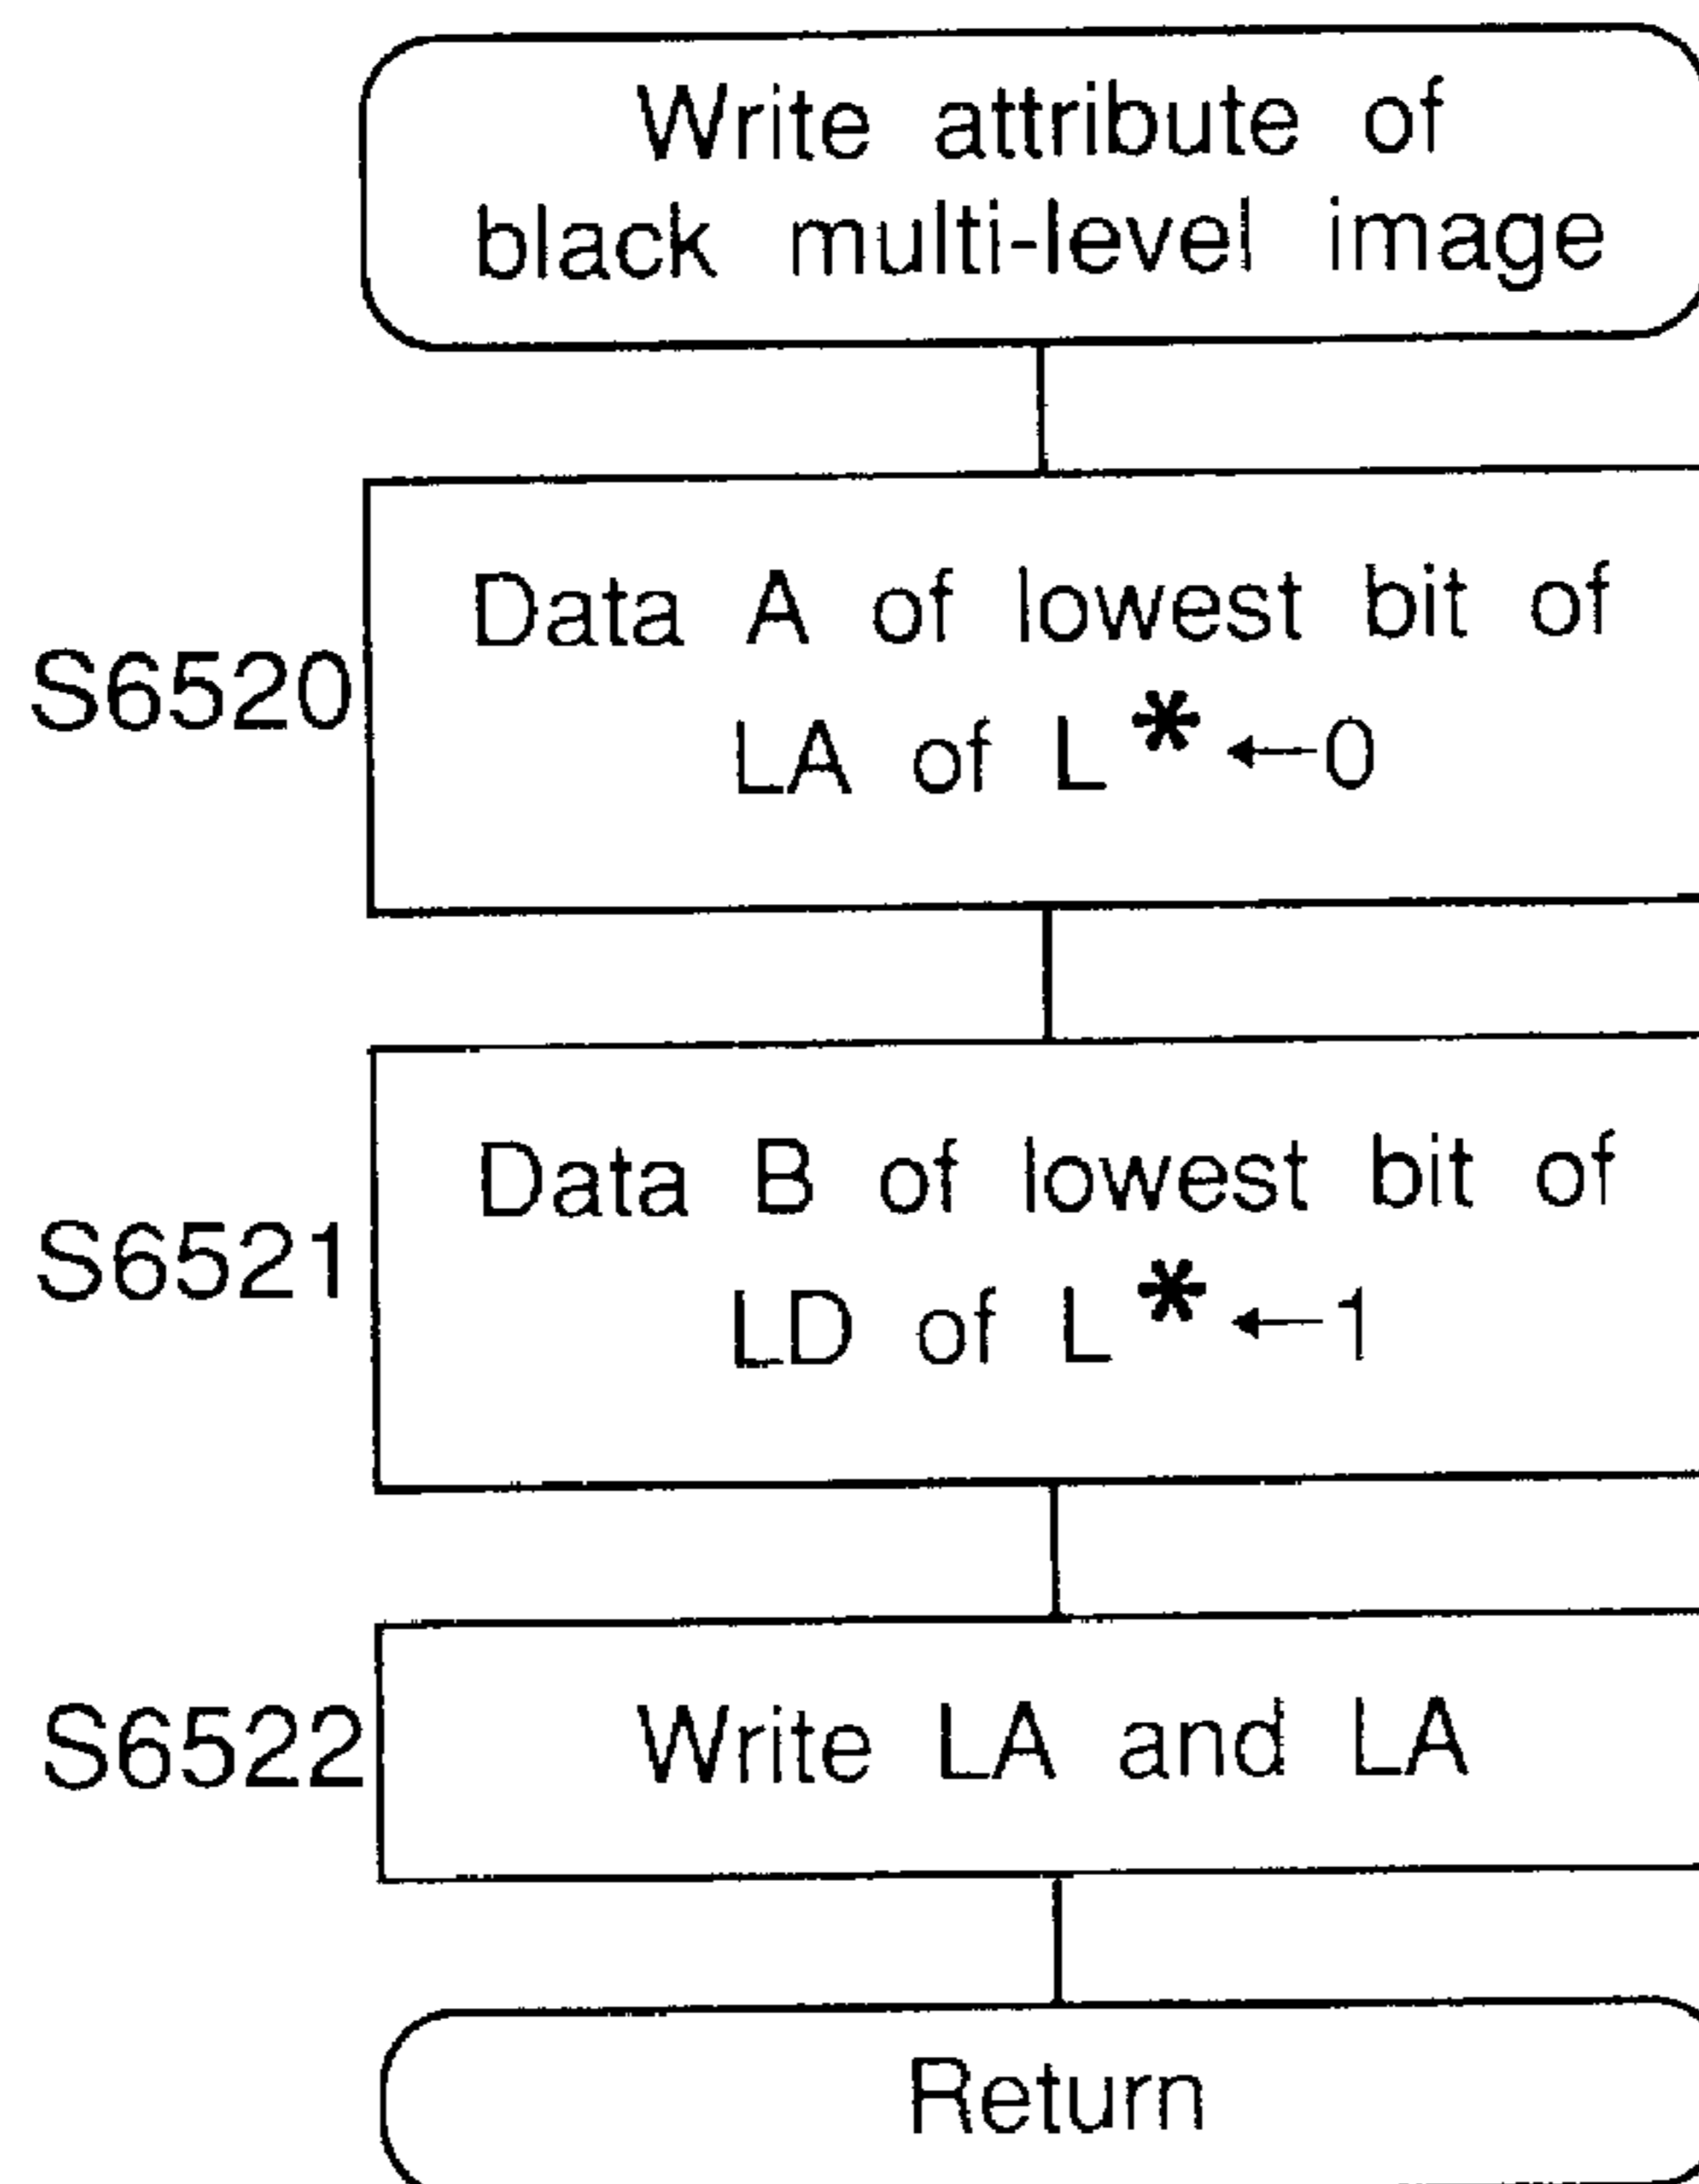 Write attribute of
black multi-level image
S6520
Data A of lowest bit of
LA of L*←0
S6521
Data B of lowest bit of
LD of L*←1
S6522
Write LA and LA
Return